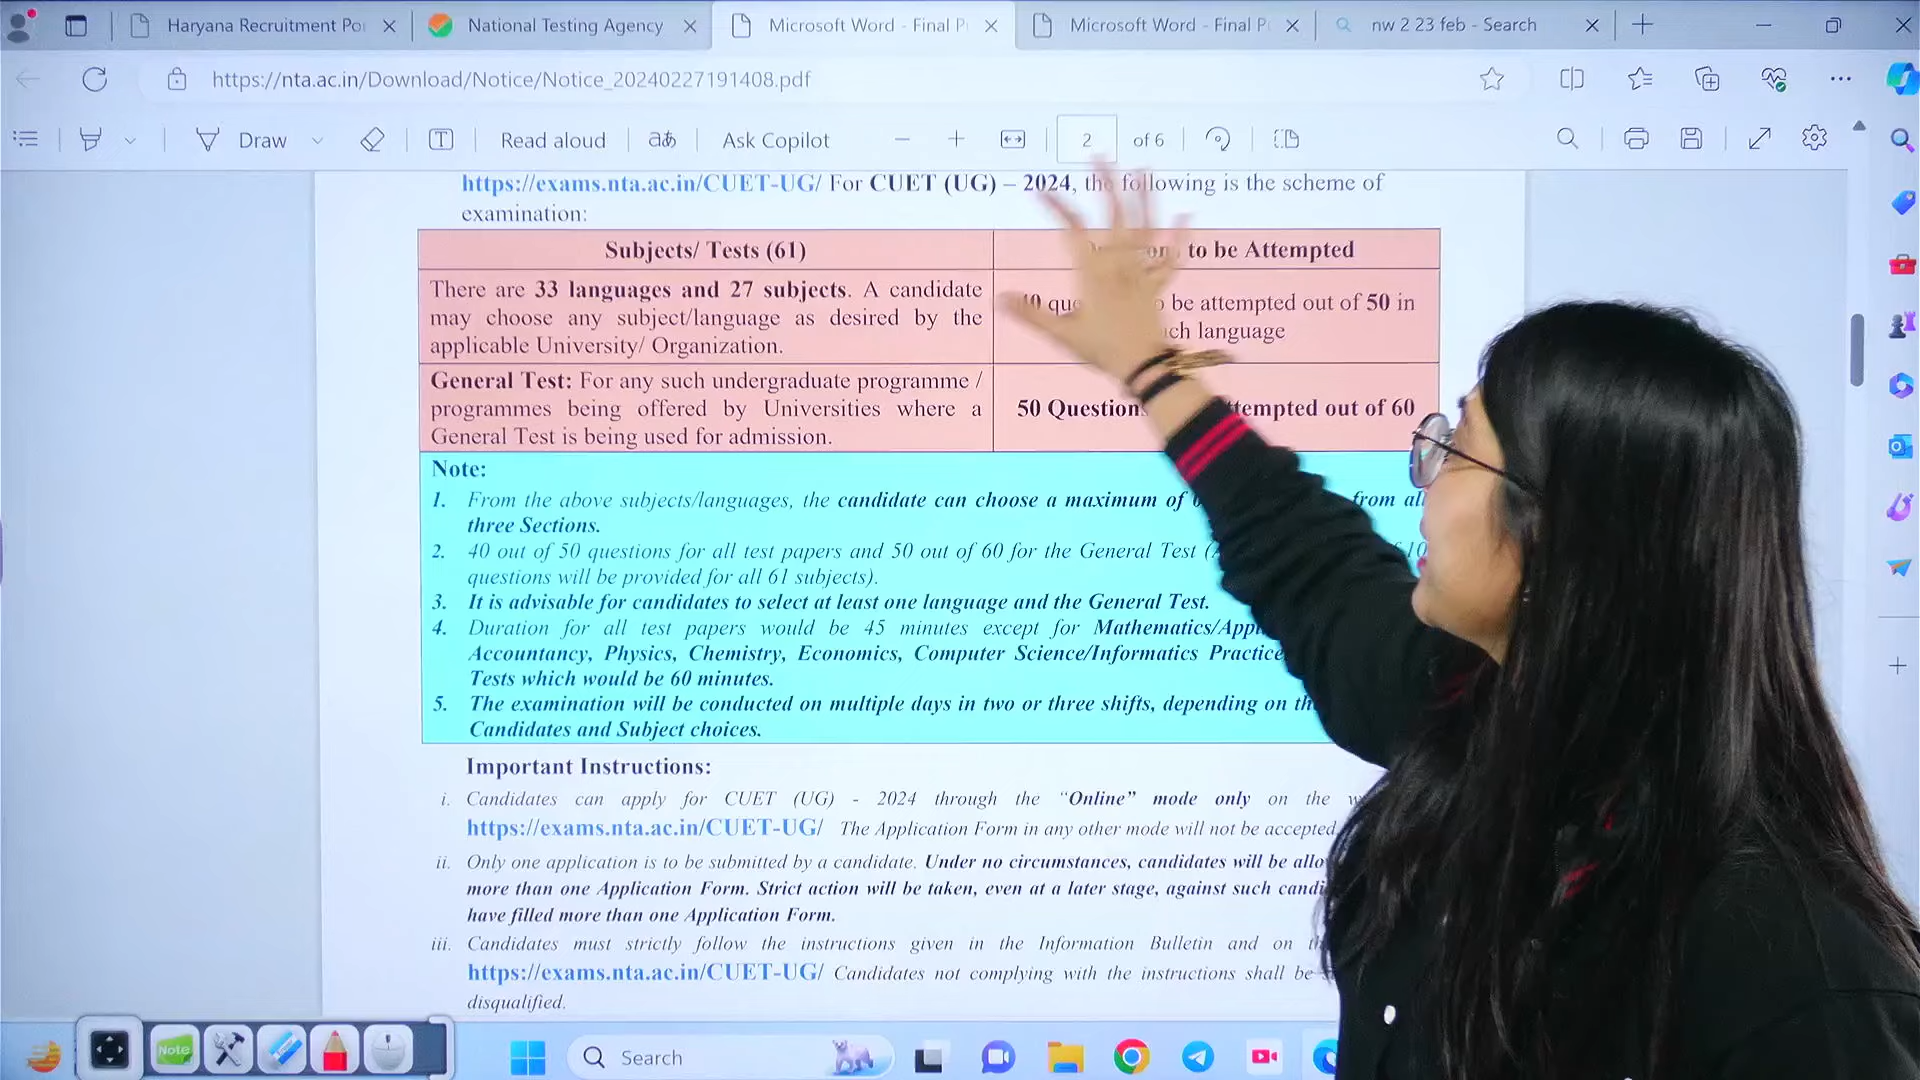 Haryana Recruitment Po
National Testing Agency
Microsoft Word - Final P
Microsoft Word - Final P
nw 2 23 feb - Search
https://nta.ac.in/Download/Notice/Notice_20240227191408.pdf
Draw
Read aloud
aあ
Ask Copilot
2 of 6
https://exams.nta.ac.in/CUET-UG/ For CUET (UG) – 2024, the following is the scheme of
examination:
Subjects/ Tests (61)
to be Attempted
There are 33 languages and 27 subjects. A candidate
may choose any subject/language as desired by the
applicable University/ Organization.
be attempted out of 50 in
language
General Test: For any such undergraduate programme /
programmes being offered by Universities where a
General Test is being used for admission.
50 Question
out of 60
Note:
1. From the above subjects/languages, the candidate can choose a maximum of
from all
three Sections.
2. 40 out of 50 questions for all test papers and 50 out of 60 for the General Test
questions will be provided for all 61 subjects).
3. It is advisable for candidates to select at least one language and the General Test.
4. Duration for all test papers would be 45 minutes except for Mathematics/
Accountancy, Physics, Chemistry, Economics, Computer Science/Informatics
Tests which would be 60 minutes.
5. The examination will be conducted on multiple days in two or three shifts, depending on
Candidates and Subject choices.
Important Instructions:
i. Candidates can apply for CUET (UG) - 2024 through the “Online” mode only on the
https://exams.nta.ac.in/CUET-UG/ The Application Form in any other mode will not be accepted
ii. Only one application is to be submitted by a candidate. Under no circumstances, candidates will be
more than one Application Form. Strict action will be taken, even at a later stage, against such
have filled more than one Application Form.
iii. Candidates must strictly follow the instructions given in the Information Bulletin and on
https://exams.nta.ac.in/CUET-UG/ Candidates not complying with the instructions shall be
disqualified.
Note
Search